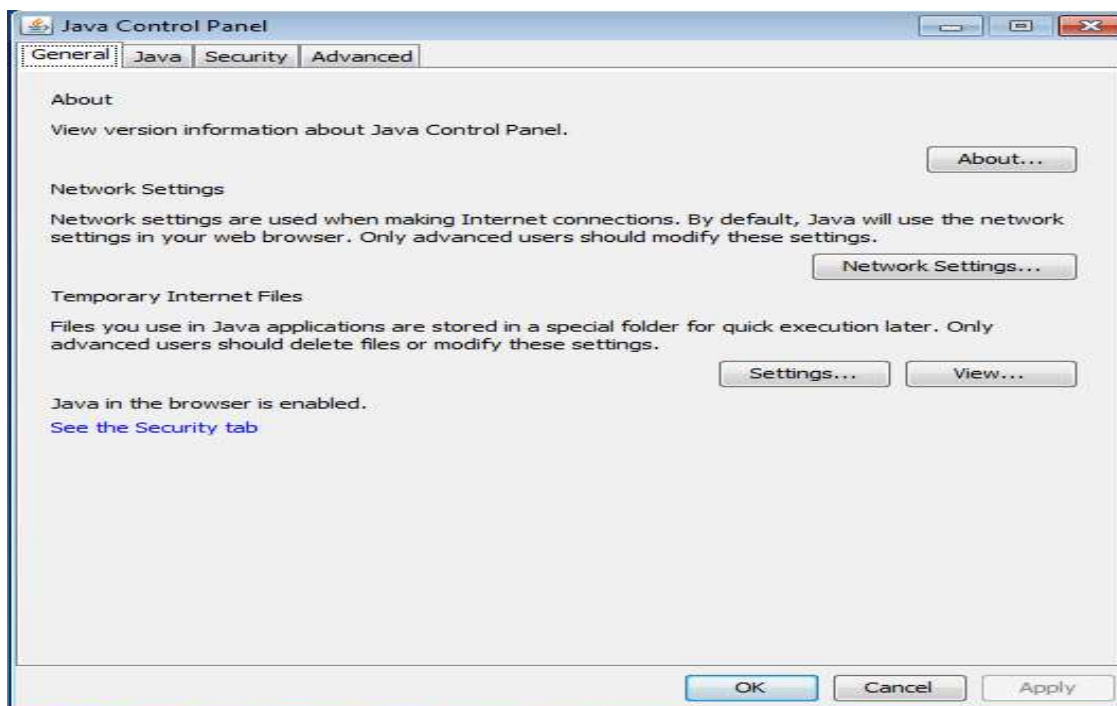 Java Control Panel
General Java Security Advanced
About
View version information about Java Control Panel.
About...
Network Settings
Network settings are used when making Internet connections. By default, Java will use the network
settings in your web browser. Only advanced users should modify these settings.
Network Settings...
Temporary Internet Files
Files you use in Java applications are stored in a special folder for quick execution later. Only
advanced users should delete files or modify these settings.
Settings... View...
Java in the browser is enabled.
See the Security tab
OK Cancel Apply